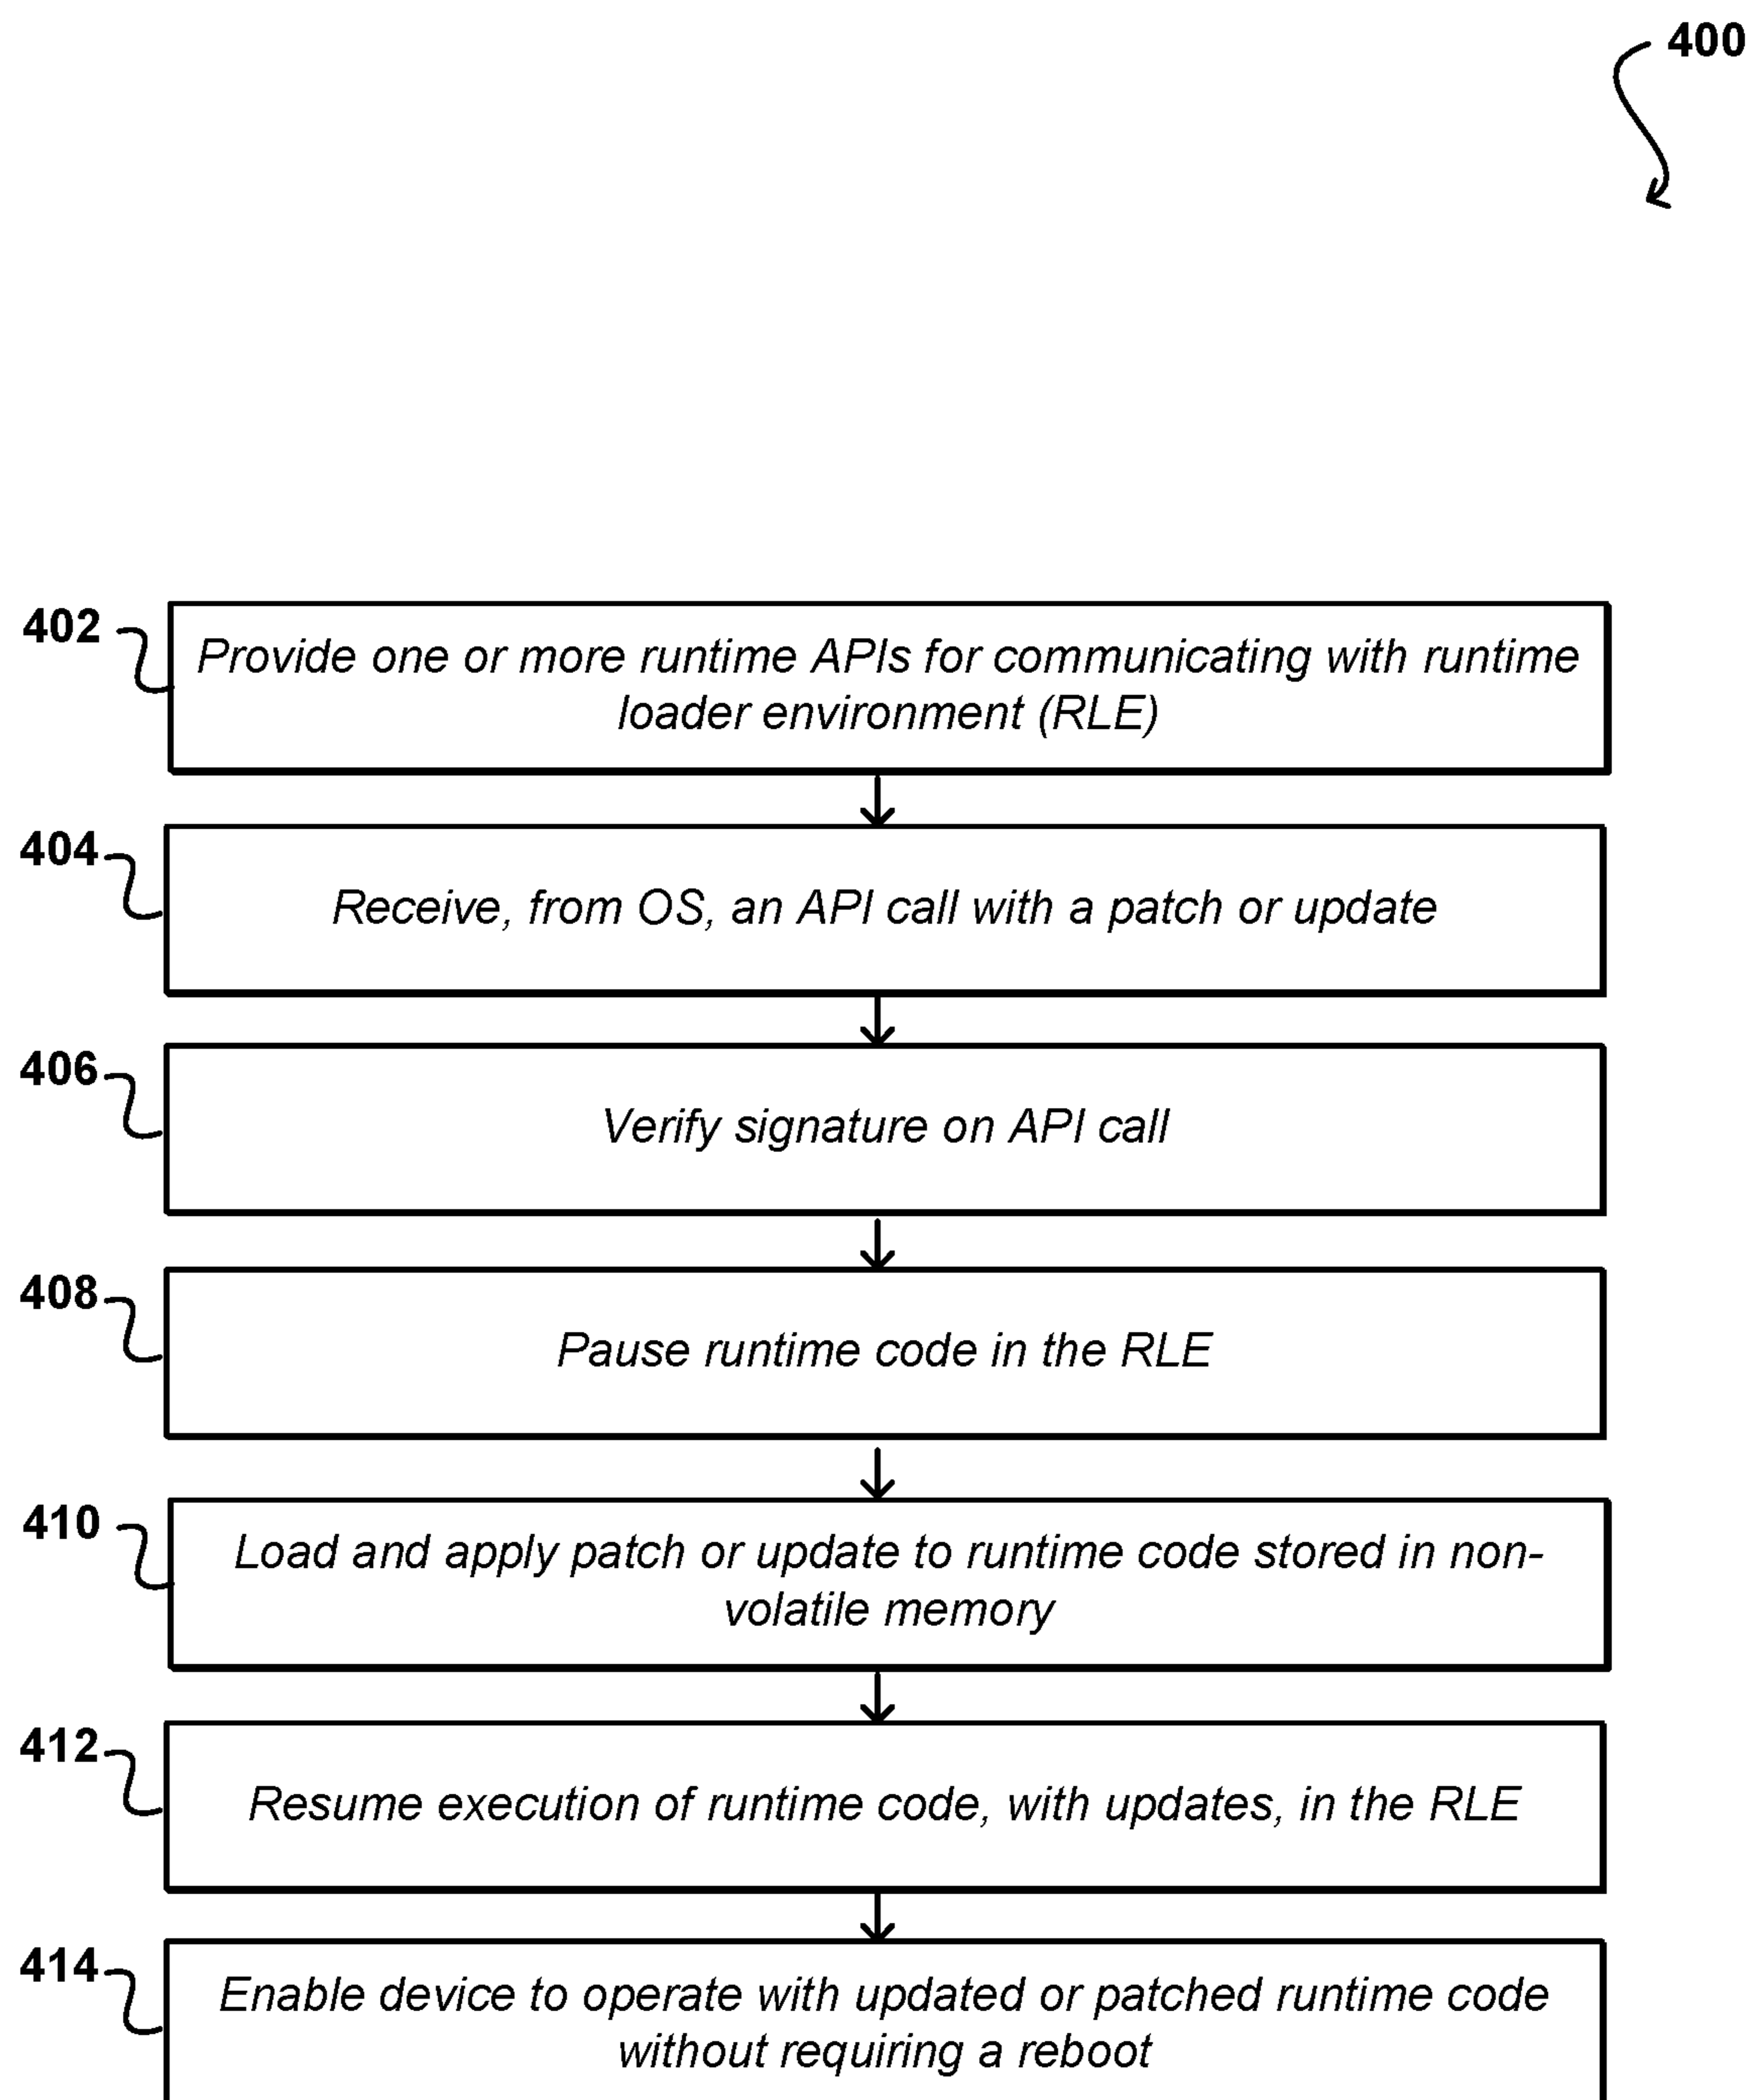 400
402
Provide one or more runtime APIs for communicating with runtime
loader environment (RLE)
404
Receive, from OS, an API call with a patch or update
406
Verify signature on API call
408
Pause runtime code in the RLE
410
Load and apply patch or update to runtime code stored in non-
volatile memory
412
Resume execution of runtime code, with updates, in the RLE
414
Enable device to operate with updated or patched runtime code
without requiring a reboot